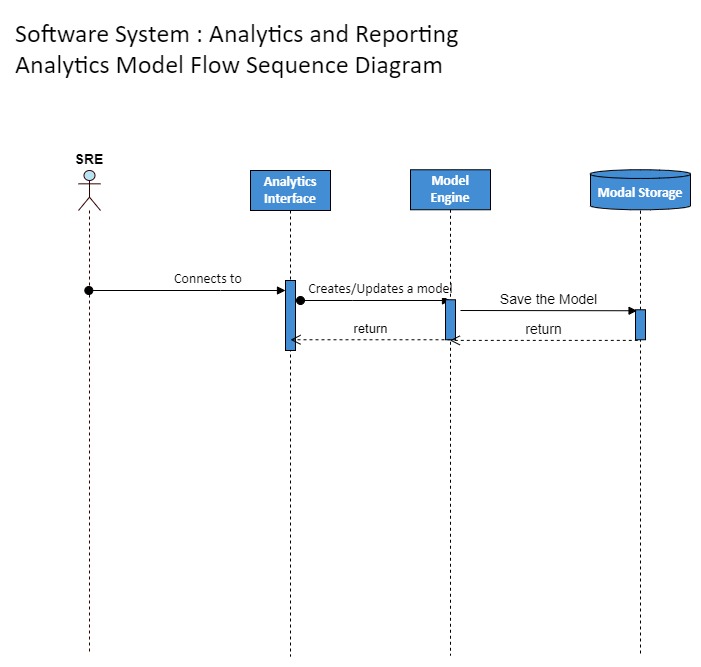 Software System : Analytics and Reporting
Analytics Model Flow Sequence Diagram
SRE
Analytics
Interface
Model
Engine
Modal Storage
Connects to
Creates/Updates a model
Save the Model
return
return